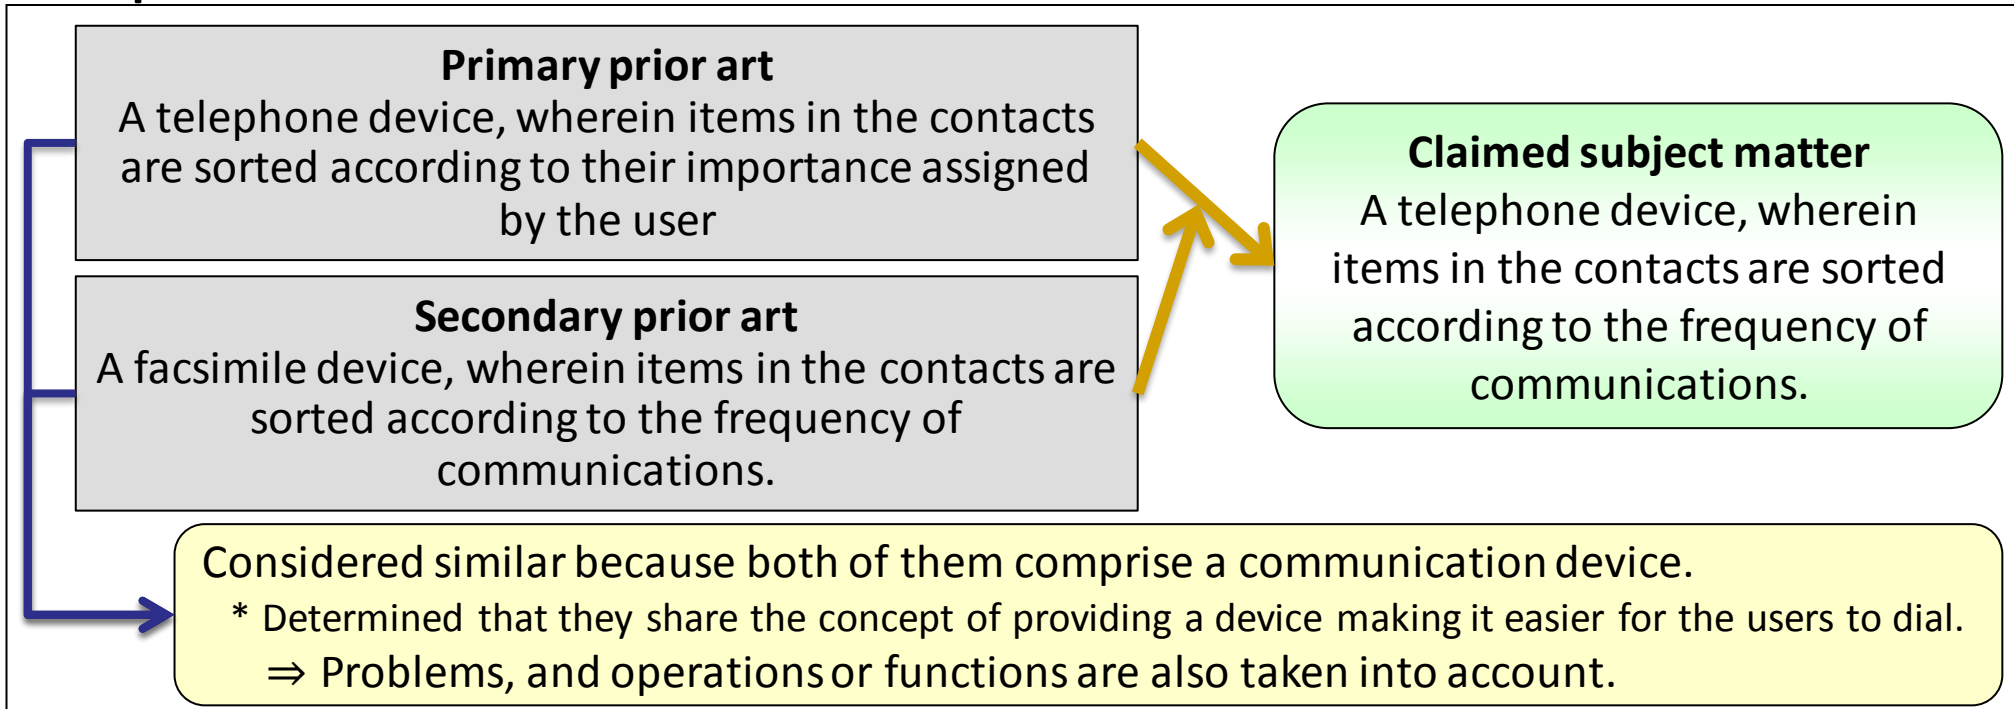 Primary prior art
A telephone device, wherein items in the contacts
are sorted according to their importance assigned
by the user
Secondary prior art
A facsimile device, wherein items in the contacts are
sorted according to the frequency of
communications.
Claimed subject matter
A telephone device, wherein
items in the contacts are sorted
according to the frequency of
communications.
Considered similar because both of them comprise a communication device.
* Determined that they share the concept of providing a device making it easier for the users to dial.
⇒ Problems, and operations or functions are also taken into account.